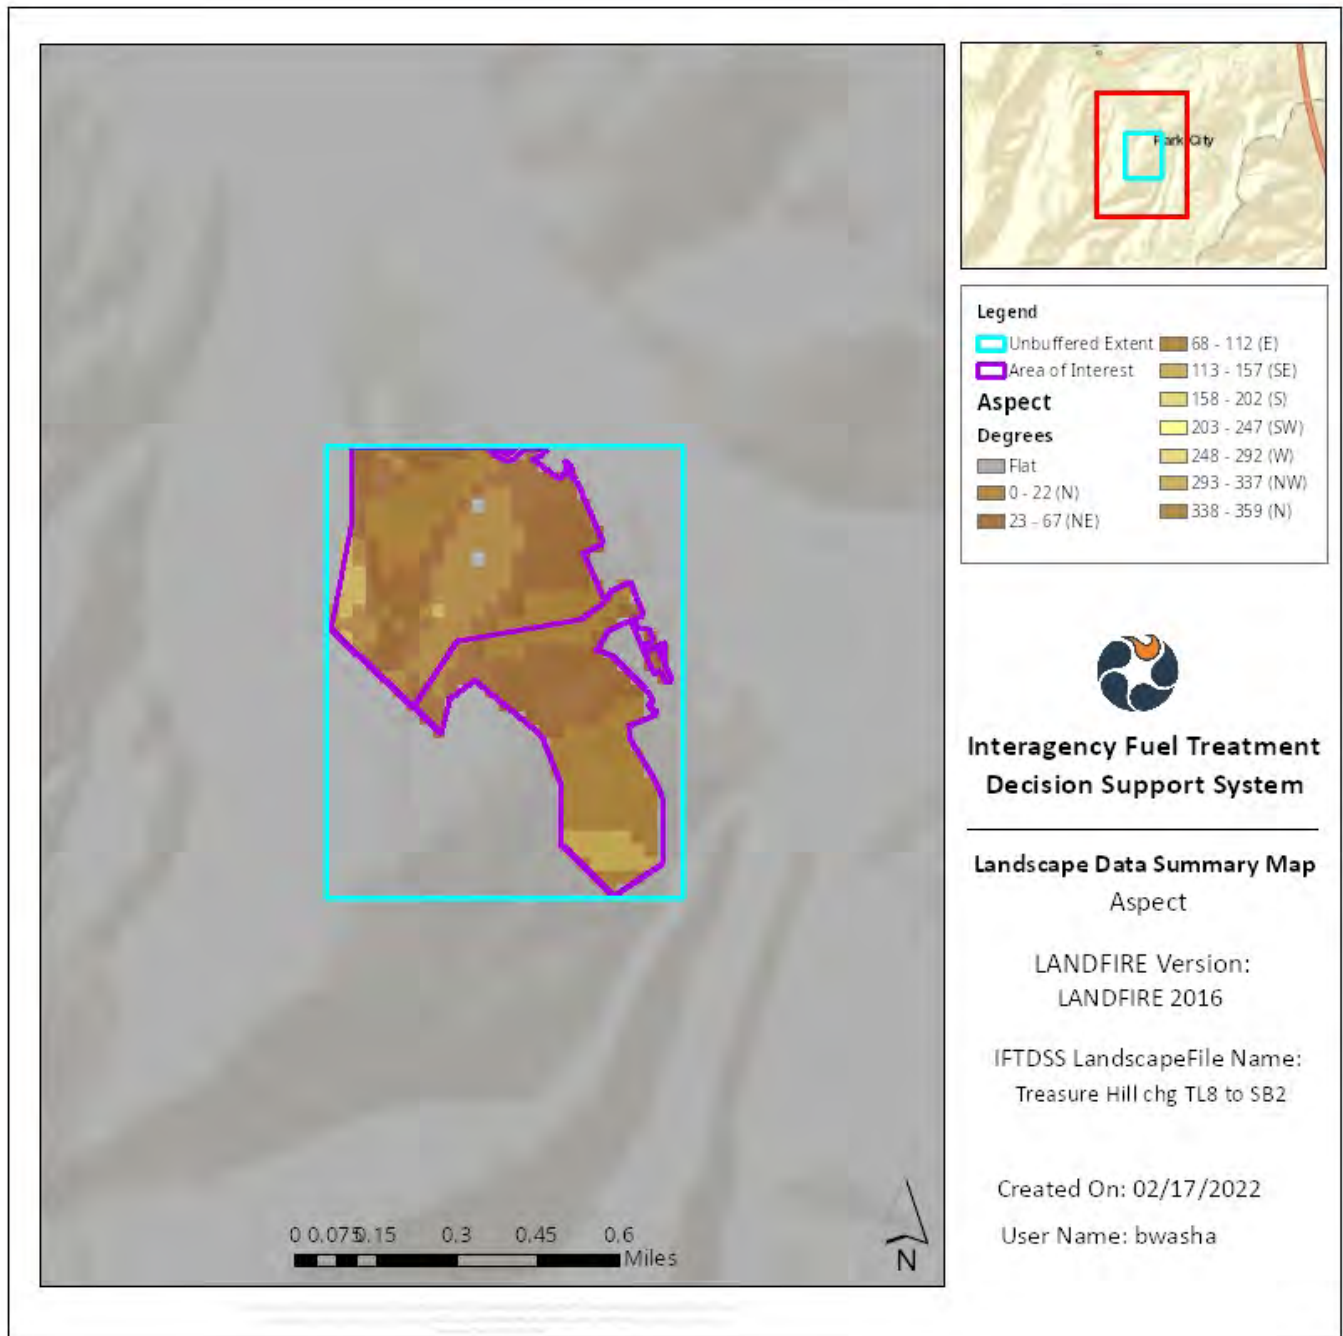 Park City
Legend
Unbuffered Extent
Area of Interest
Aspect
Degrees
Flat
0 - 22 (N)
23 - 67 (NE)
68 - 112 (E)
113 - 157 (SE)
158 - 202 (S)
203 - 247 (SW)
248 - 292 (W)
293 - 337 (NW)
338 - 359 (N)
Interagency Fuel Treatment
Decision Support System
Landscape Data Summary Map
Aspect
LANDFIRE Version:
LANDFIRE 2016
IFTDSS LandscapeFile Name:
Treasure Hill chg TL8 to SB2
Created On: 02/17/2022
User Name: bwasha
0 0.075 0.15 0.3 0.45 0.6
Miles
N